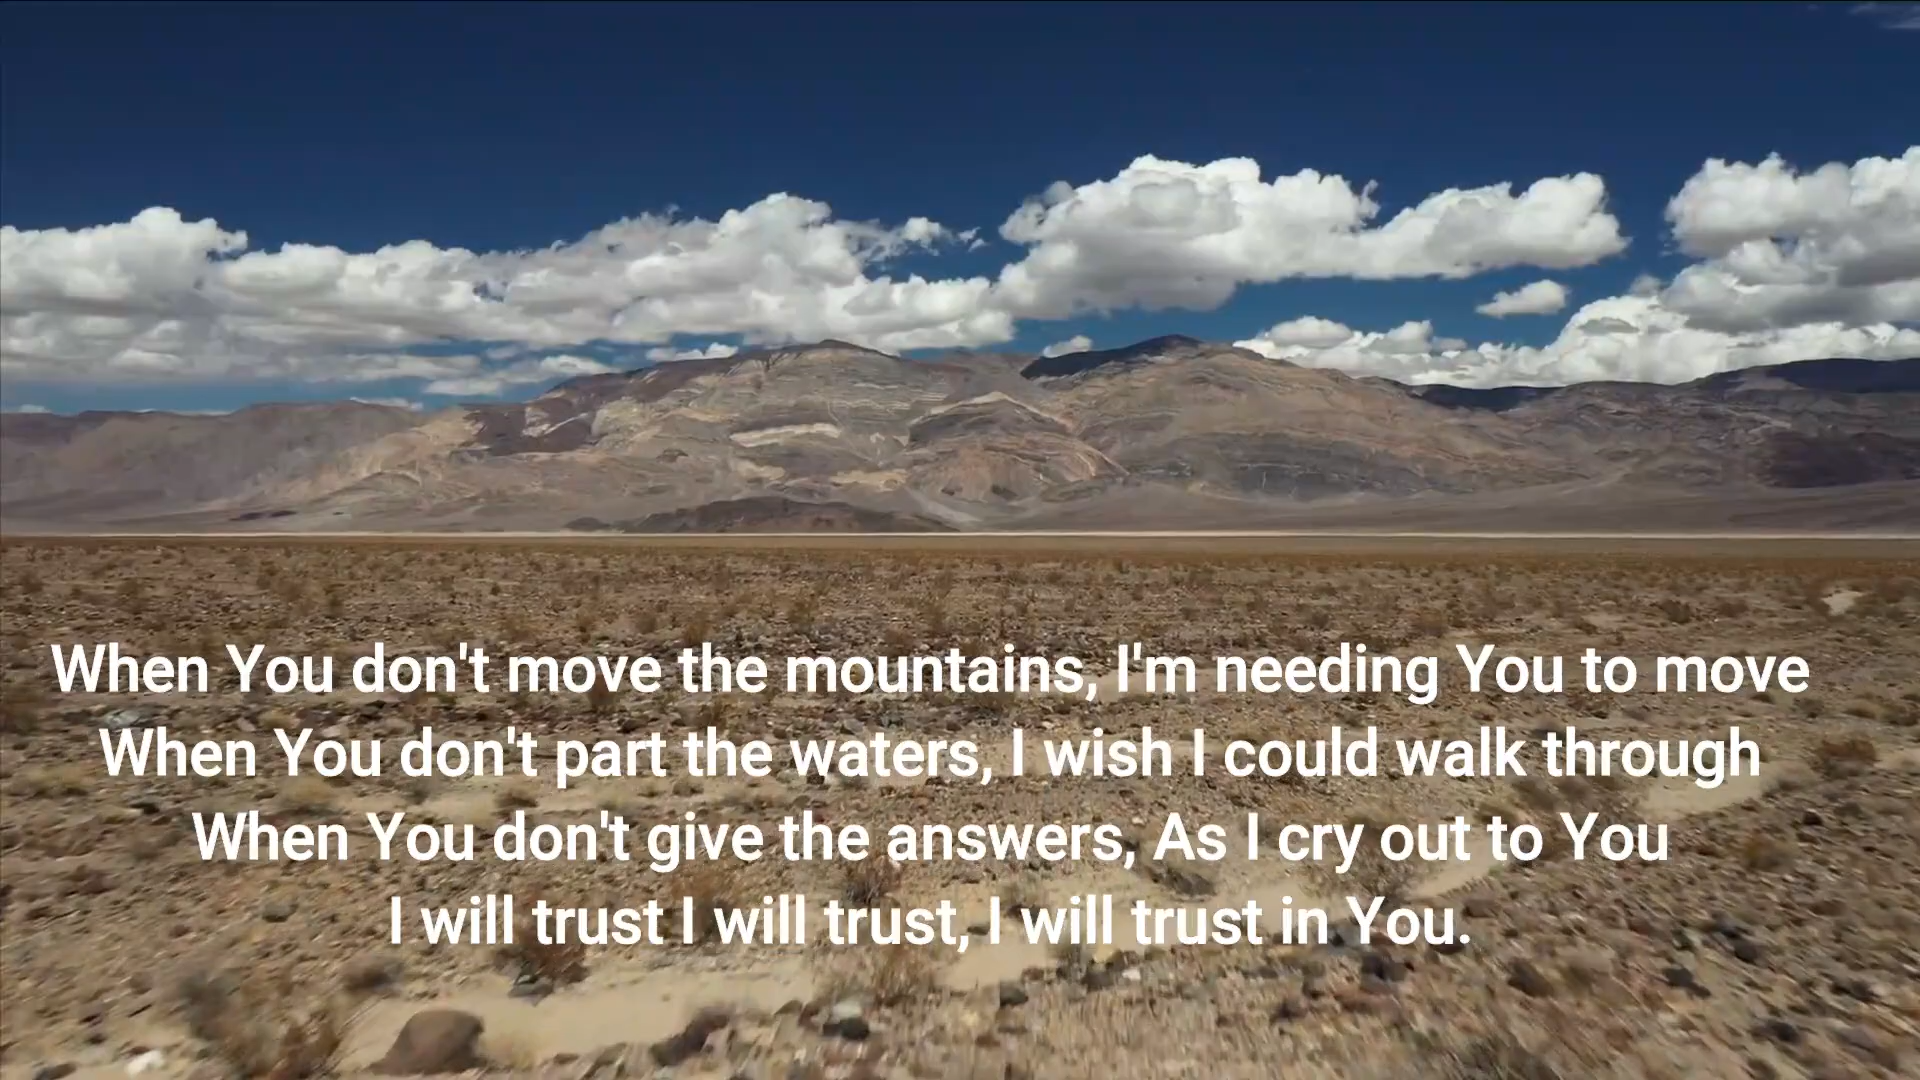 When You don't move the mountains, I'm needing You to move
When You don't part the waters, I wish I could walk through
When You don't give the answers, As I cry out to You
I will trust I will trust, I will trust in You.